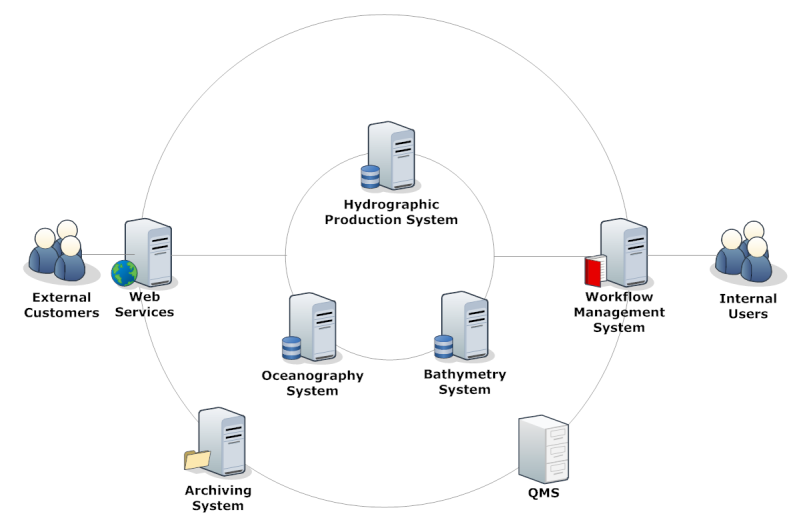 Hydrographic
Production System
External
Customers
Web
Services
Workflow
Management
System
Internal
Users
Oceanography
System
Bathymetry
System
Archiving
System
QMS